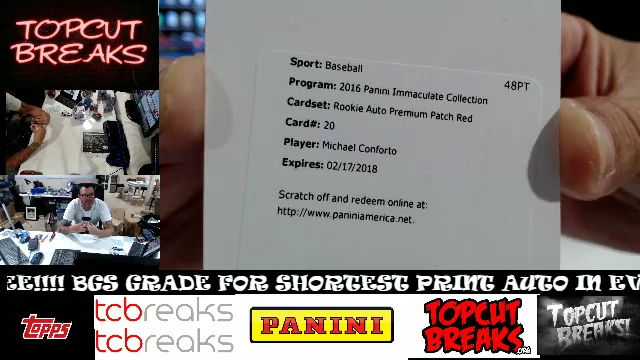 TOPCUT
BREAKS
Sport: Baseball
48PT
Program: 2016 Panini Immaculate Collection
Cardset: Rookie Auto Premium Patch Red
Card#: 20
Player: Michael Conforto
Expires: 02/17/2018
Scratch off and redeem online at:
http://www.paniniamerica.net.
EE!!!! BGS GRADE FOR SHORTEST PRINT AUTO IN EV
topps
tcbreaks
tcbreaks
PANINI
TOPCUT
BREAKS.ORG
TOPCUT
BREAKS!